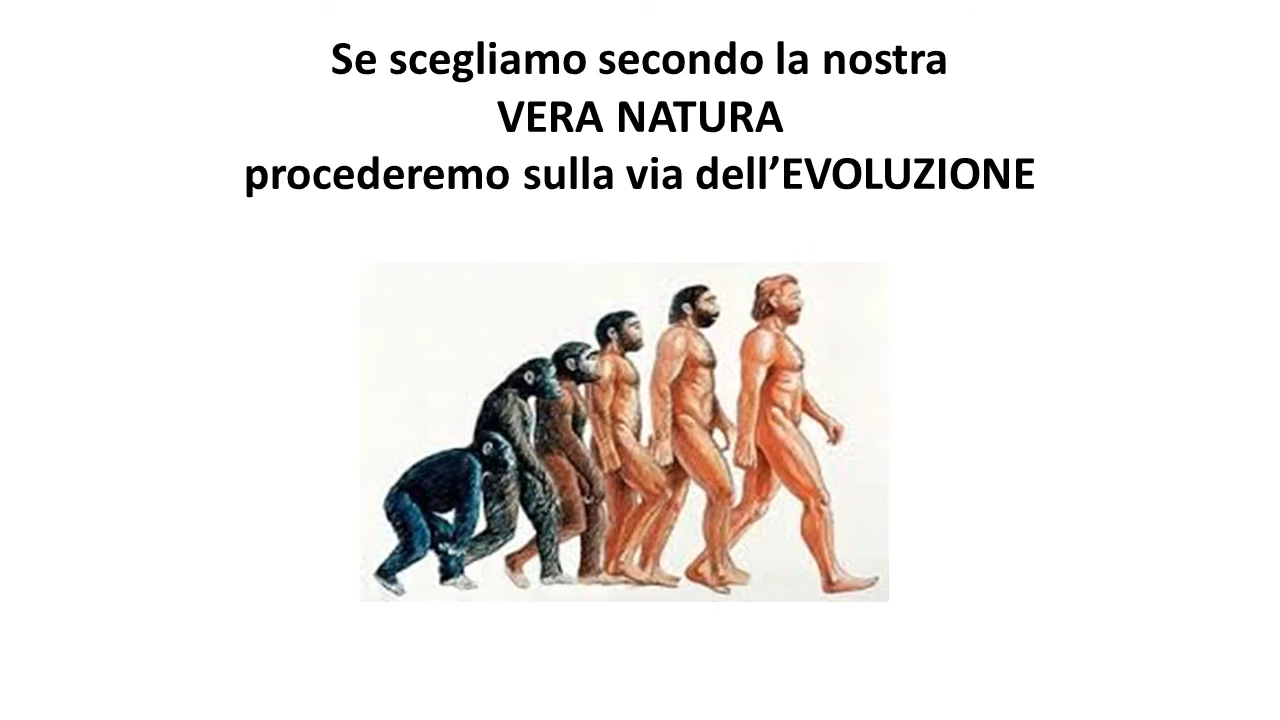 Se scegliamo secondo la nostra
VERA NATURA
procederemo sulla via dell’EVOLUZIONE